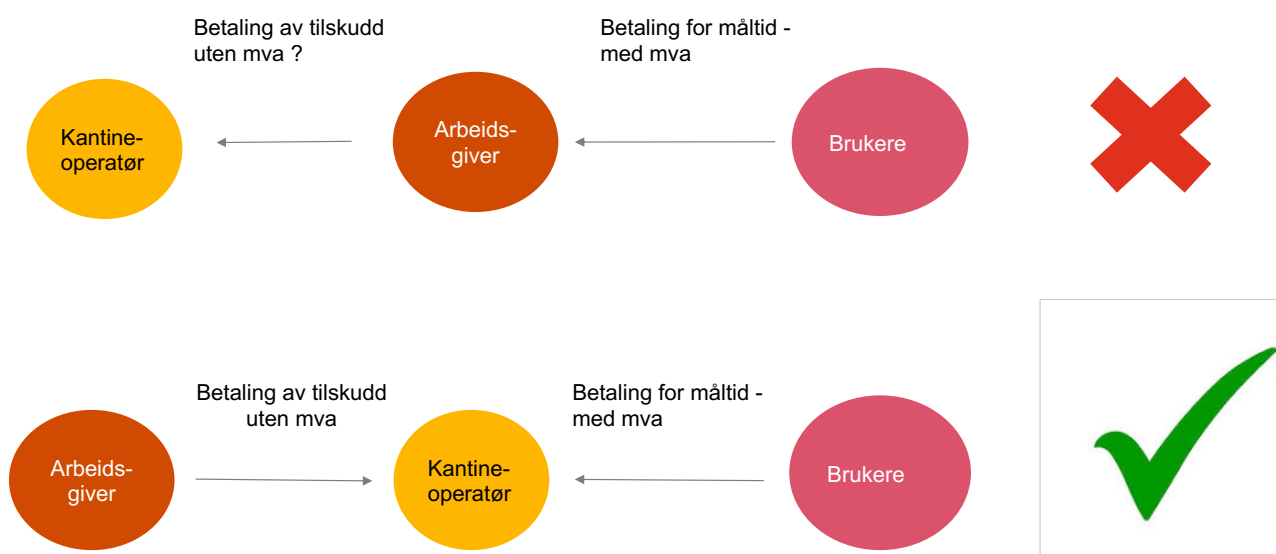 Betaling av tilskudd
uten mva ?
Betaling for måltid -
med mva
Kantine-
operatør
Arbeids-
giver
Brukere
Betaling av tilskudd
uten mva
Betaling for måltid -
med mva
Arbeids-
giver
Kantine-
operatør
Brukere